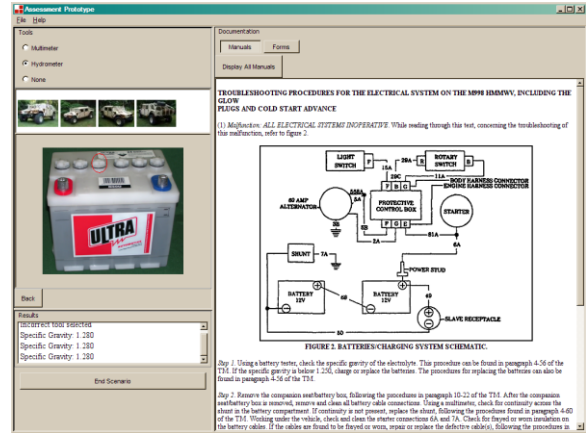 Assessment Prototype
File Help
Tools
Multimeter
Hydrometer
None
ULTRA
Back
Results
Incorrect tool selected
Specific Gravity: 1.280
Specific Gravity: 1.280
Specific Gravity: 1.280
End Scenario
Documentation
Manuals Forms
Display All Manuals
TROUBLESHOOTING PROCEDURES FOR THE ELECTRICAL SYSTEM ON THE M998 HMMWV, INCLUDING THE
GLOW
PLUGS AND COLD START ADVANCE
(1) Malfunction: ALL ELECTRICAL SYSTEMS INOPERATIVE. While reading through this text, concerning the troubleshooting of
this malfunction, refer to figure 2.
LIGHT SWITCH F
ROTARY SWITCH
15A
29A
B
29C
11A
F B G
BODY HARNESS CONNECTOR
ENGINE HARNESS CONNECTOR
60 AMP ALTERNATOR
5A
PROTECTIVE CONTROL BOX
STARTER
5B
2A
F G E
81A
6A
SHUNT
7A
POWER STUD
BATTERY 12V
BATTERY 12V
SLAVE RECEPTACLE
FIGURE 2. BATTERIES/CHARGING SYSTEM SCHEMATIC.
Step 1. Using a battery tester, check the specific gravity of the electrolyte. This procedure can be found in paragraph 4-56 of the
TM. If the specific gravity is below 1.250, charge or replace the batteries. The procedures for replacing the batteries can also be
found in paragraph 4-56 of the TM.
Step 2. Remove the companion seat/battery box, following the procedures in paragraph 10-22 of the TM. After the companion
seat/battery box is removed, remove and clean all battery cable connections. Using a multimeter, check for continuity across the
shunt in the battery compartment. If continuity is not present, replace the shunt, following the procedures found in paragraph 4-60
of the TM. Working under the vehicle, check and clean the starter connections 6A and 7A. Check for frayed or worn insulation on
the battery cables. If the cables are found to be frayed or worn, repair or replace the defective cable(s), following the procedures in